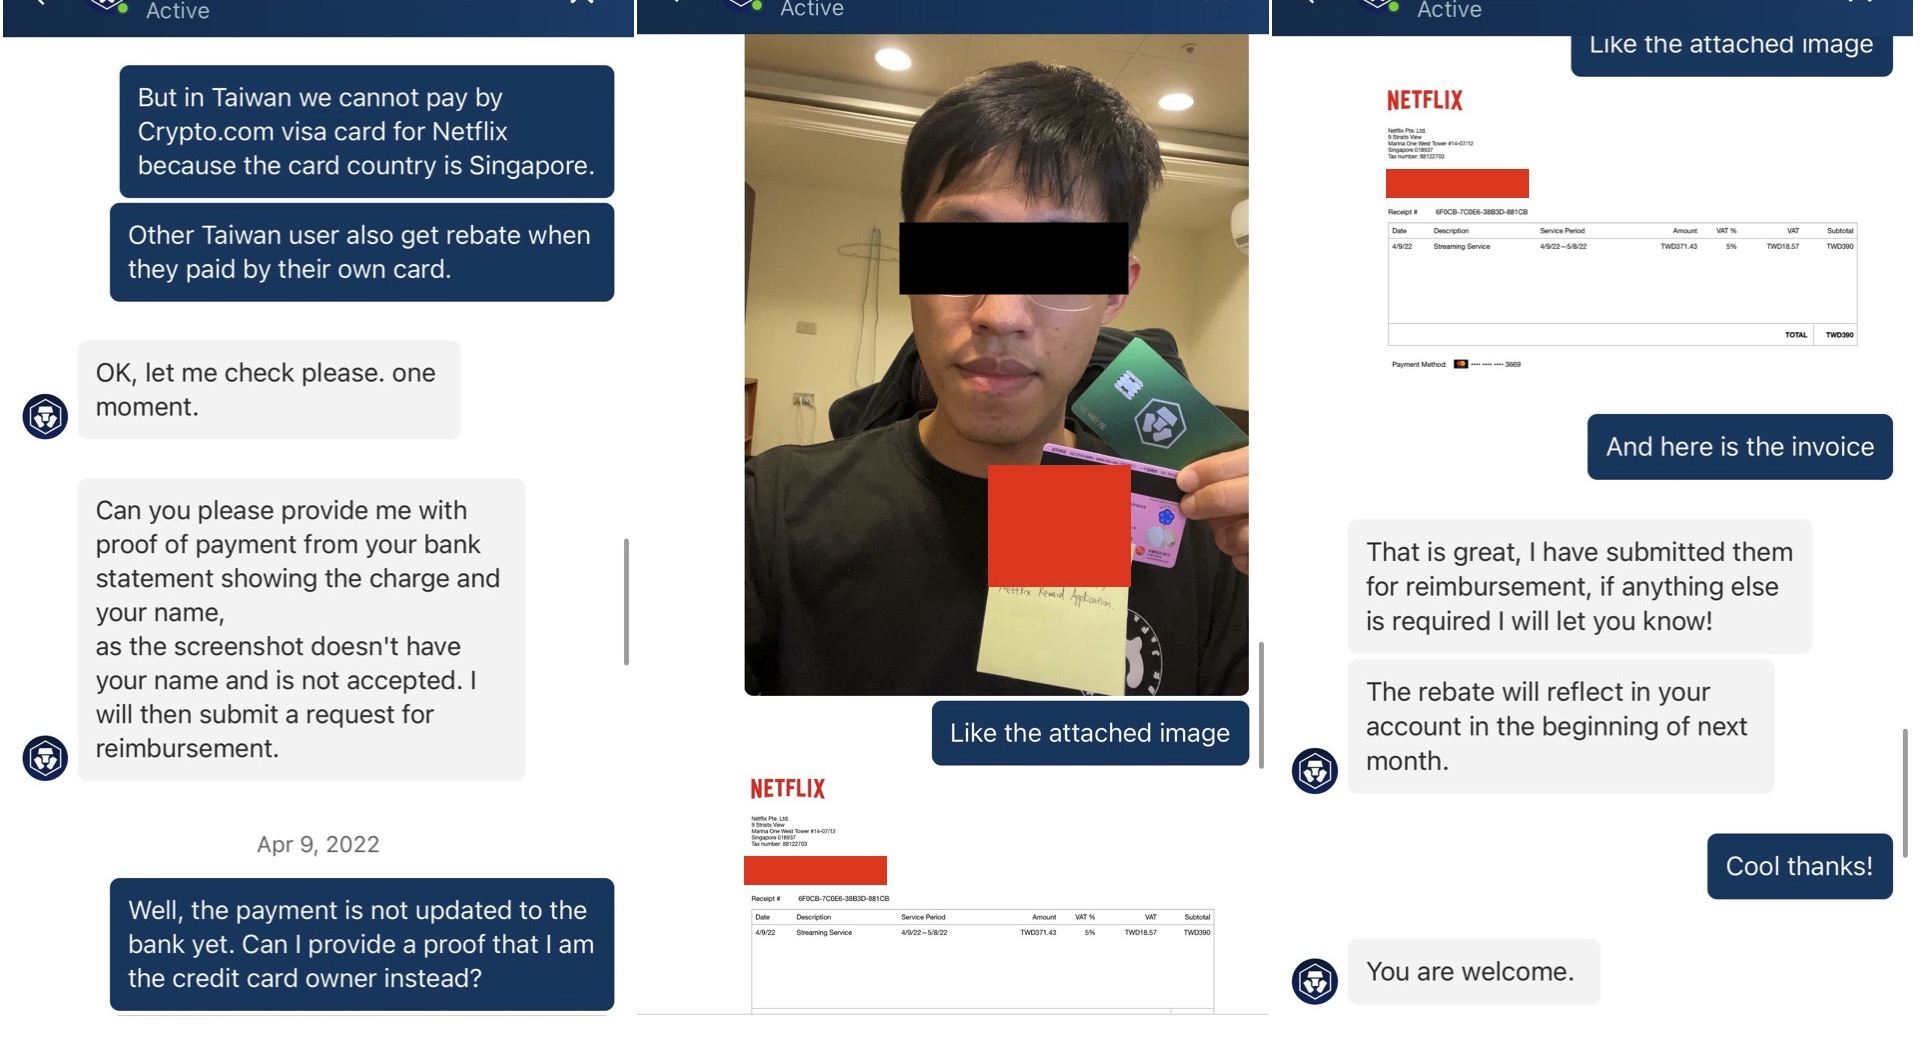 Active
But in Taiwan we cannot pay by
Crypto.com visa card for Netflix
because the card country is Singapore.
Other Taiwan user also get rebate when
they paid by their own card.
OK, let me check please. one
moment.
Can you please provide me with
proof of payment from your bank
statement showing the charge and
your name,
as the screenshot doesn't have
your name and is not accepted. I
will then submit a request for
reimbursement.
Apr 9, 2022
Well, the payment is not updated to the
bank yet. Can I provide a proof that I am
the credit card owner instead?
Active
Netflix Reward Application.
Like the attached image
NETFLIX
Netflix Pte. Ltd.
9 Straits View
Marina One West Tower #14-07/12
Singapore 018937
Tax number: 88122703
Receipt # 6F0CB-7C0E6-38B3D-881CB
Date Description Service Period Amount VAT % VAT Subtotal
4/9/22 Streaming Service 4/9/22—5/8/22 TWD371.43 5% TWD18.57 TWD390
Active
Like the attached image
NETFLIX
Netflix Pte. Ltd.
9 Straits View
Marina One West Tower #14-07/12
Singapore 018937
Tax number: 88122703
Receipt # 6F0CB-7C0E6-38B3D-881CB
Date Description Service Period Amount VAT % VAT Subtotal
4/9/22 Streaming Service 4/9/22—5/8/22 TWD371.43 5% TWD18.57 TWD390
TOTAL TWD390
Payment Method: ---- ---- ---- 3669
And here is the invoice
That is great, I have submitted them
for reimbursement, if anything else
is required I will let you know!
The rebate will reflect in your
account in the beginning of next
month.
Cool thanks!
You are welcome.